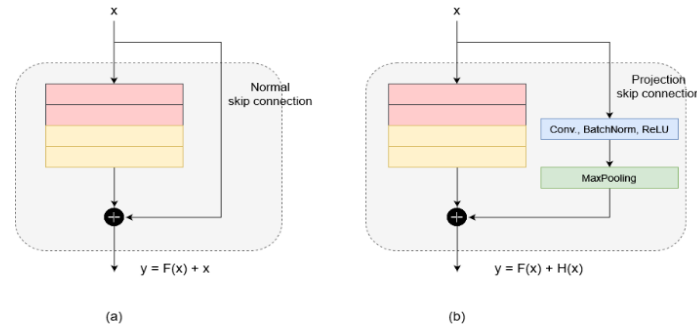 x
Normal
skip connection
y = F(x) + x
(a)
x
Projection
skip connection
Conv., BatchNorm, ReLU
MaxPooling
y = F(x) + H(x)
(b)